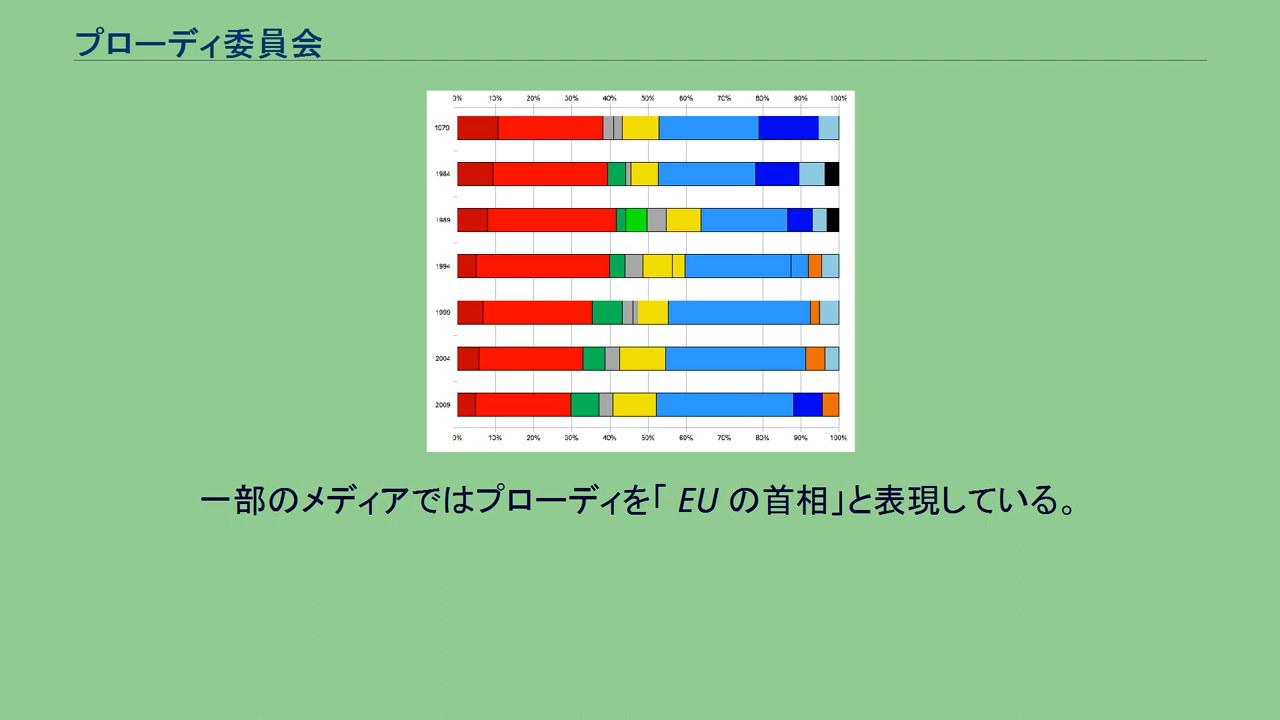 プローディ委員会
0% 10% 20% 30% 40% 50% 60% 70% 80% 90% 100%
1979
1984
1989
1994
1999
2004
2009
0% 10% 20% 30% 40% 50% 60% 70% 80% 90% 100%
一部のメディアではプローディを「 EU の首相」と表現している。